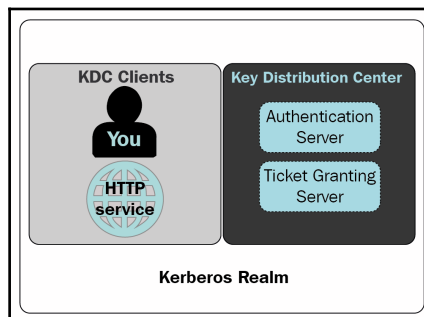 KDC Clients
You
HTTP
service
Key Distribution Center
Authentication
Server
Ticket Granting
Server
Kerberos Realm